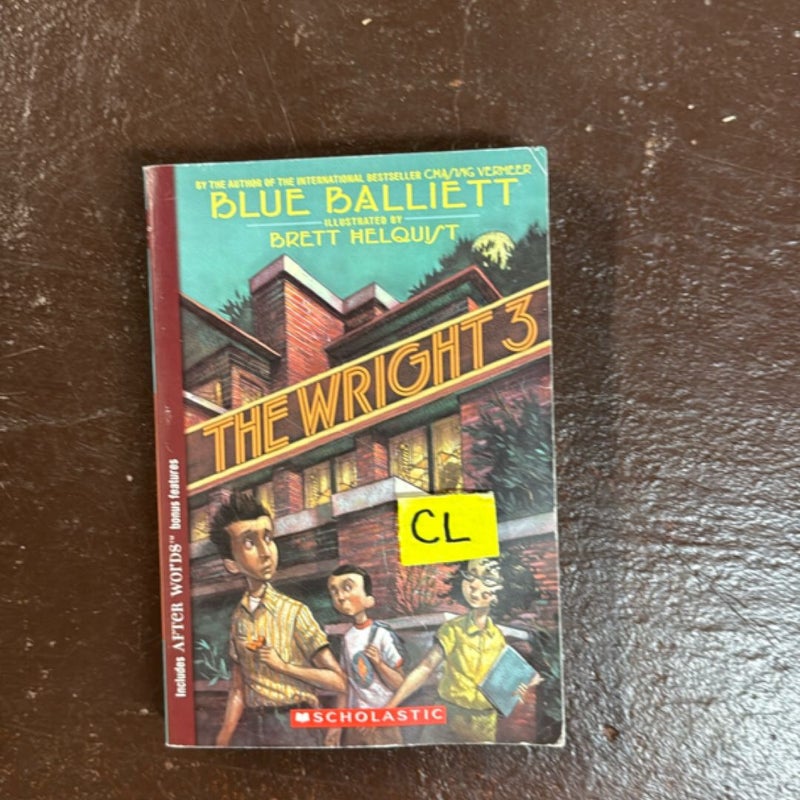 BY THE AUTHOR OF THE INTERNATIONAL BESTSELLER CHASING VERMEER
BLUE BALLIETT
ILLUSTRATED BY
BRETT HELQUIST
THE WRIGHT 3
CL
SCHOLASTIC
Includes AFTER WORDS™ bonus features